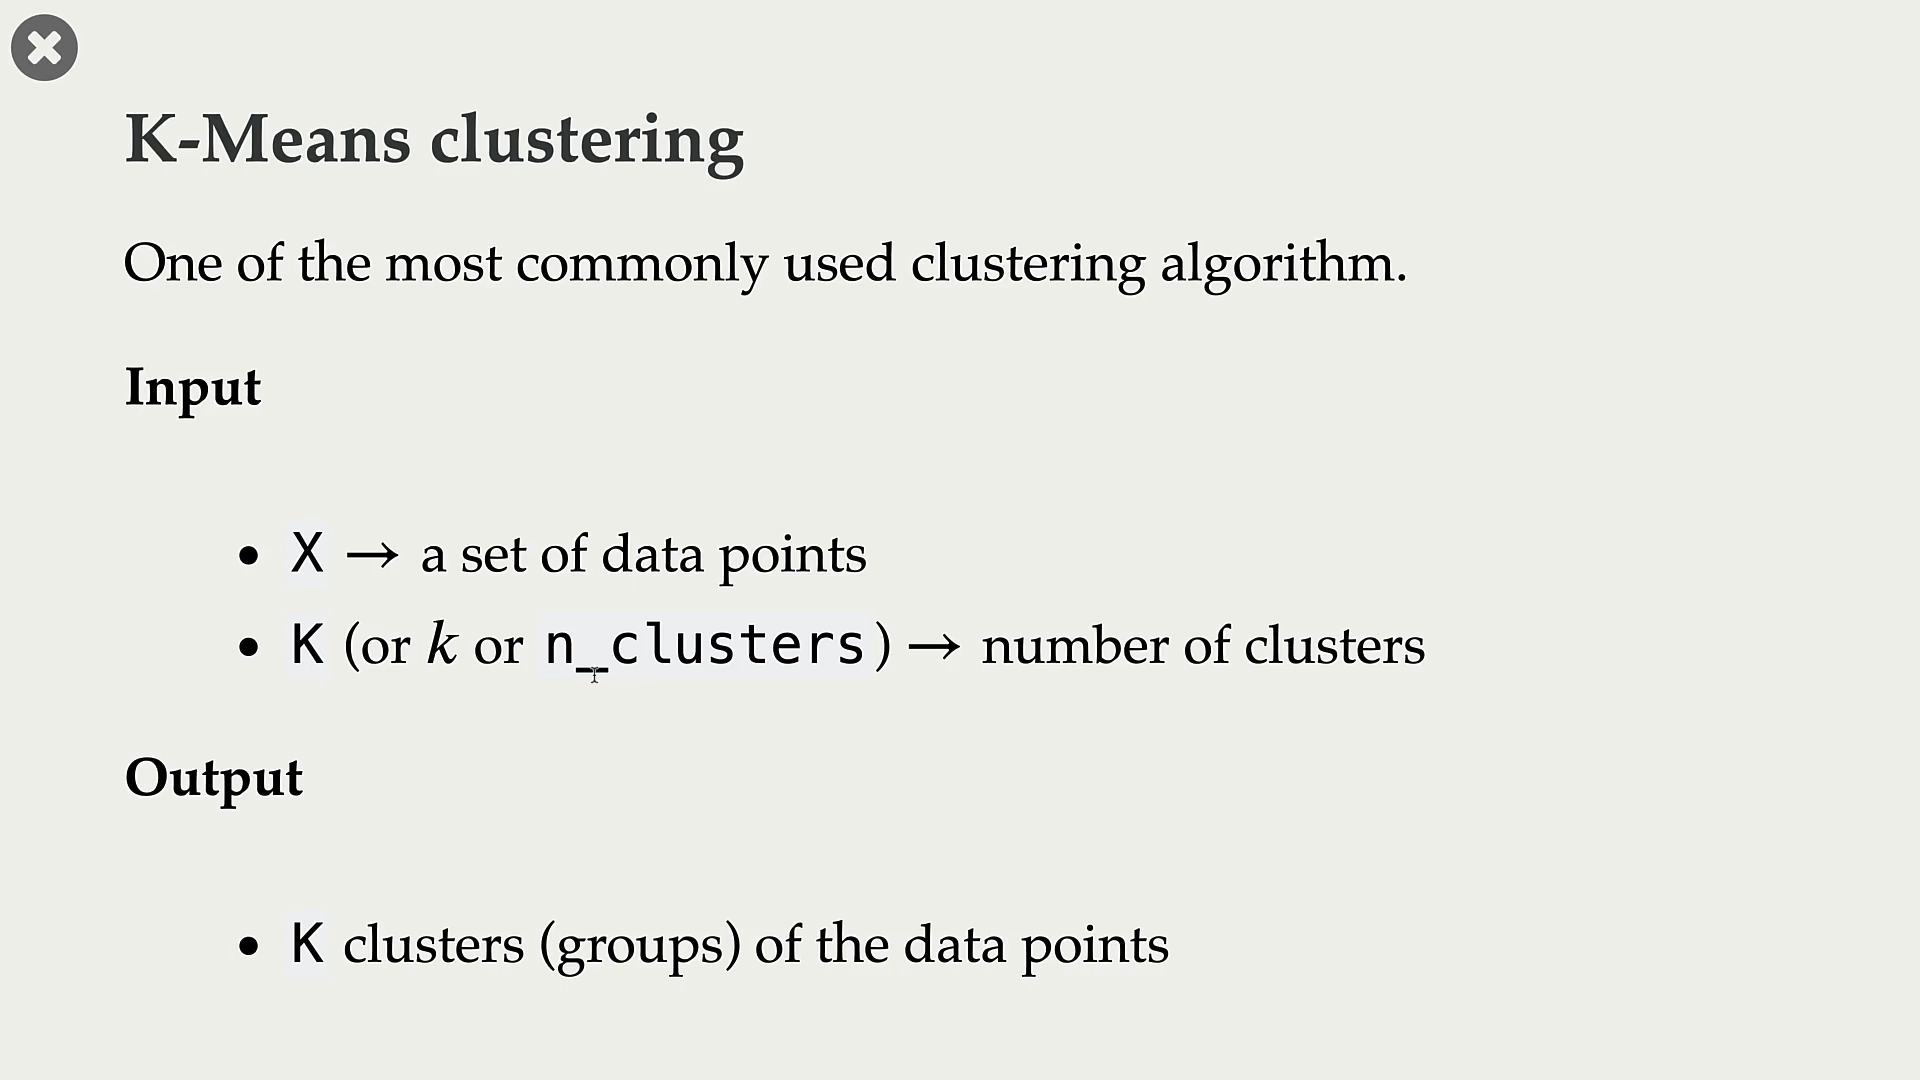 K-Means clustering
One of the most commonly used clustering algorithm.
Input
• X → a set of data points
• K (or k or n_clusters) → number of clusters
Output
• K clusters (groups) of the data points